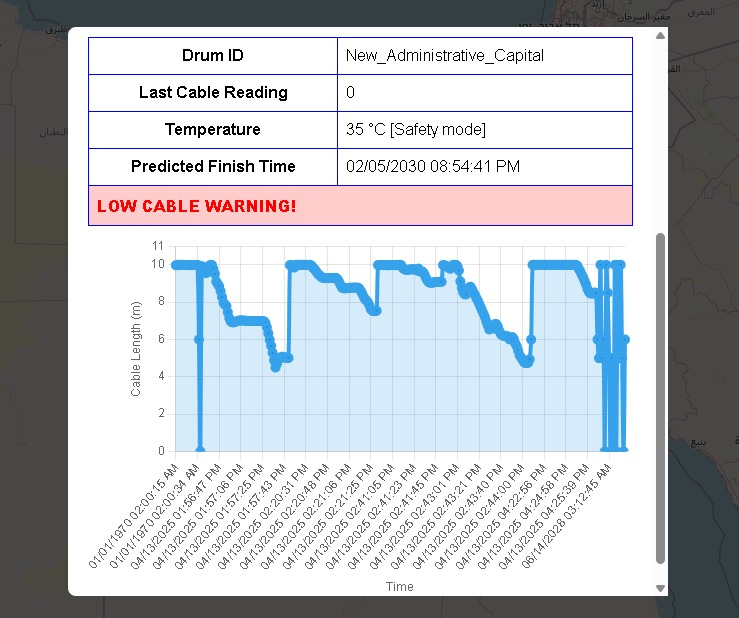 إربد
المفرق
معبر السرحان
طبرق
البطنان
Drum ID New_Administrative_Capital
Last Cable Reading 0
Temperature 35 °C [Safety mode]
Predicted Finish Time 02/05/2030 08:54:41 PM
LOW CABLE WARNING!
11
10
8
6
4
2
0
Cable Length (m)
01/01/1970 02:00:15 AM
01/01/1970 02:00:34 AM
04/13/2025 01:56:47 PM
04/13/2025 01:57:06 PM
04/13/2025 01:57:25 PM
04/13/2025 01:57:43 PM
04/13/2025 02:20:31 PM
04/13/2025 02:20:48 PM
04/13/2025 02:21:06 PM
04/13/2025 02:21:25 PM
04/13/2025 02:41:05 PM
04/13/2025 02:41:23 PM
04/13/2025 02:41:45 PM
04/13/2025 02:43:01 PM
04/13/2025 02:43:21 PM
04/13/2025 02:43:40 PM
04/13/2025 02:44:00 PM
04/13/2025 04:22:56 PM
04/13/2025 04:24:58 PM
04/13/2025 04:25:39 PM
06/14/2028 03:12:45 AM
Time
ينبع